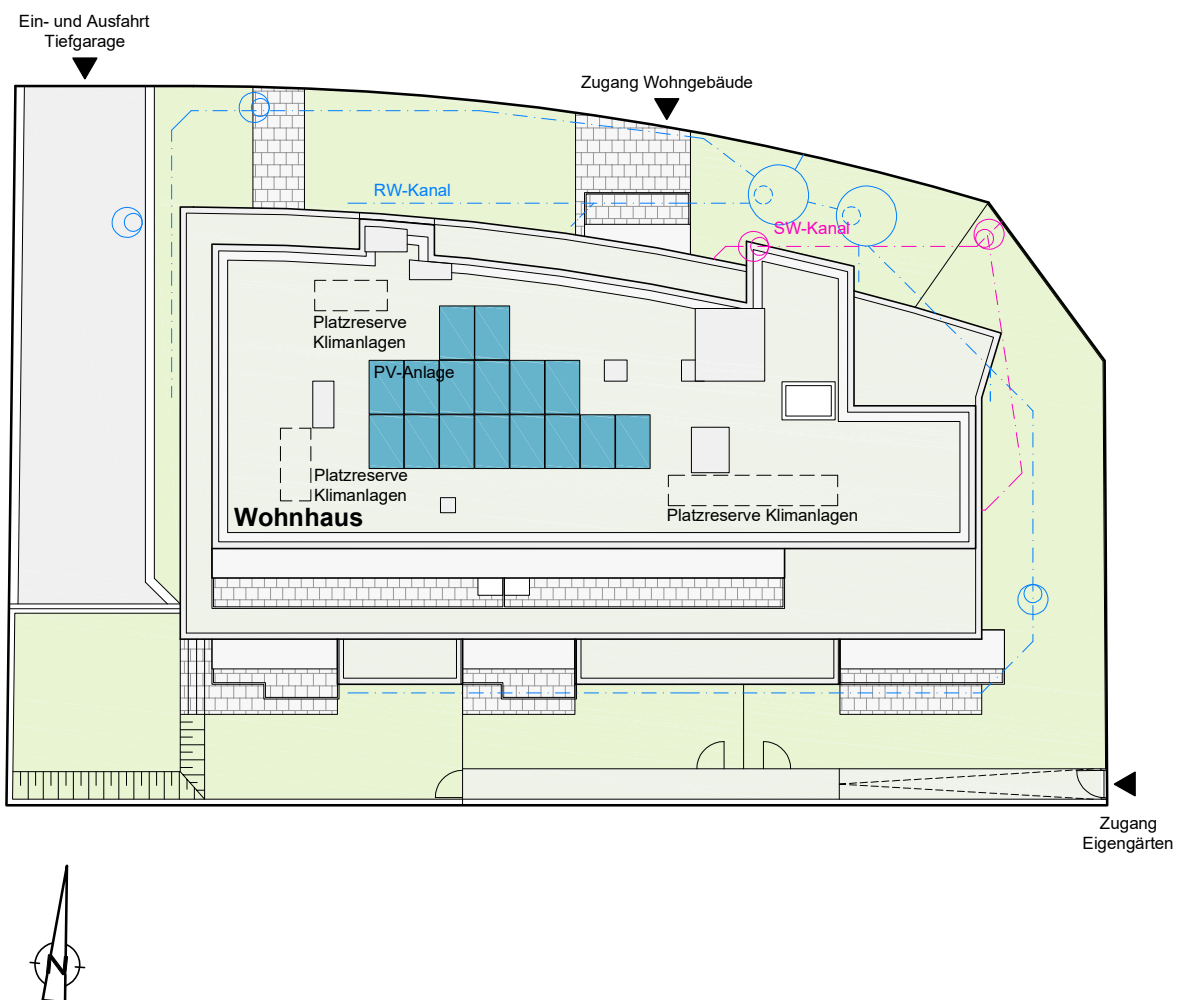 Ein- und Ausfahrt
Tiefgarage
Zugang Wohngebäude
RW-Kanal
SW-Kanal
Platzreserve
Klimanlagen
PV-Anlage
Platzreserve
Klimanlagen
Wohnhaus
Platzreserve Klimanlagen
Zugang
Eigengärten
N